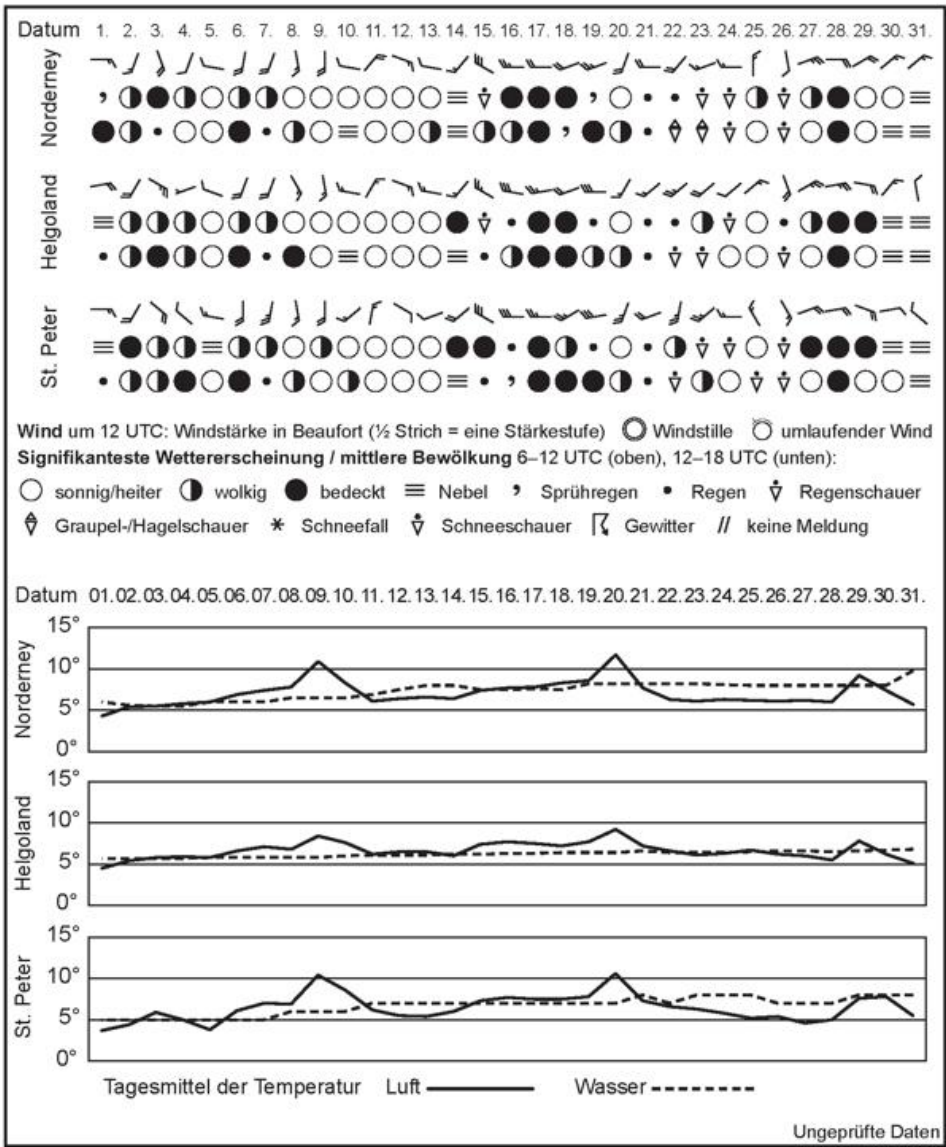 Datum 1. 2. 3. 4. 5. 6. 7. 8. 9. 10. 11. 12. 13. 14. 15. 16. 17. 18. 19. 20. 21. 22. 23. 24. 25. 26. 27. 28. 29. 30. 31.
Norderney
Helgoland
St. Peter
Wind um 12 UTC: Windstärke in Beaufort (½ Strich = eine Stärkestufe) Windstille umlaufender Wind
Signifikanteste Wettererscheinung / mittlere Bewölkung 6–12 UTC (oben), 12–18 UTC (unten):
sonnig/heiter wolkig bedeckt Nebel Sprühregen Regen Regenschauer
Graupel-/Hagelschauer Schneefall Schneeschauer Gewitter // keine Meldung
Datum 01. 02. 03. 04. 05. 06. 07. 08. 09. 10. 11. 12. 13. 14. 15. 16. 17. 18. 19. 20. 21. 22. 23. 24. 25. 26. 27. 28. 29. 30. 31.
Norderney
15°
10°
5°
0°
Helgoland
15°
10°
5°
0°
St. Peter
15°
10°
5°
0°
Tagesmittel der Temperatur Luft Wasser
Ungeprüfte Daten